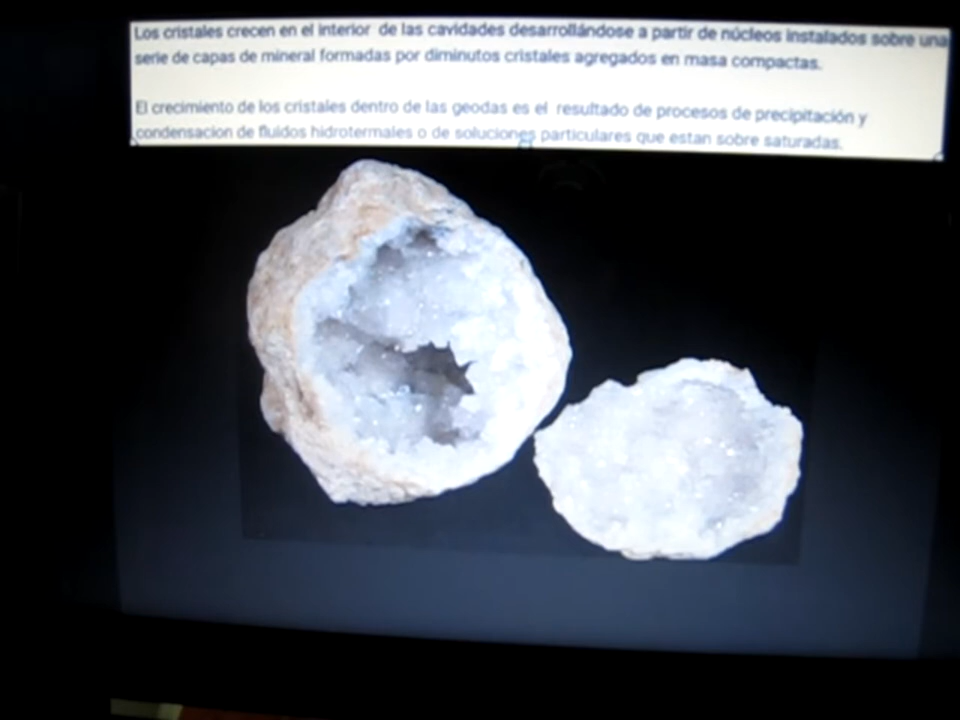 Los cristales crecen en el interior de las cavidades desarrollándose a partir de núcleos instalados sobre una
serie de capas de mineral formadas por diminutos cristales agregados en masa compactas.
El crecimiento de los cristales dentro de las geodas es el resultado de procesos de precipitación y
condensacion de fluidos hidrotermales o de soluciones particulares que estan sobre saturadas.